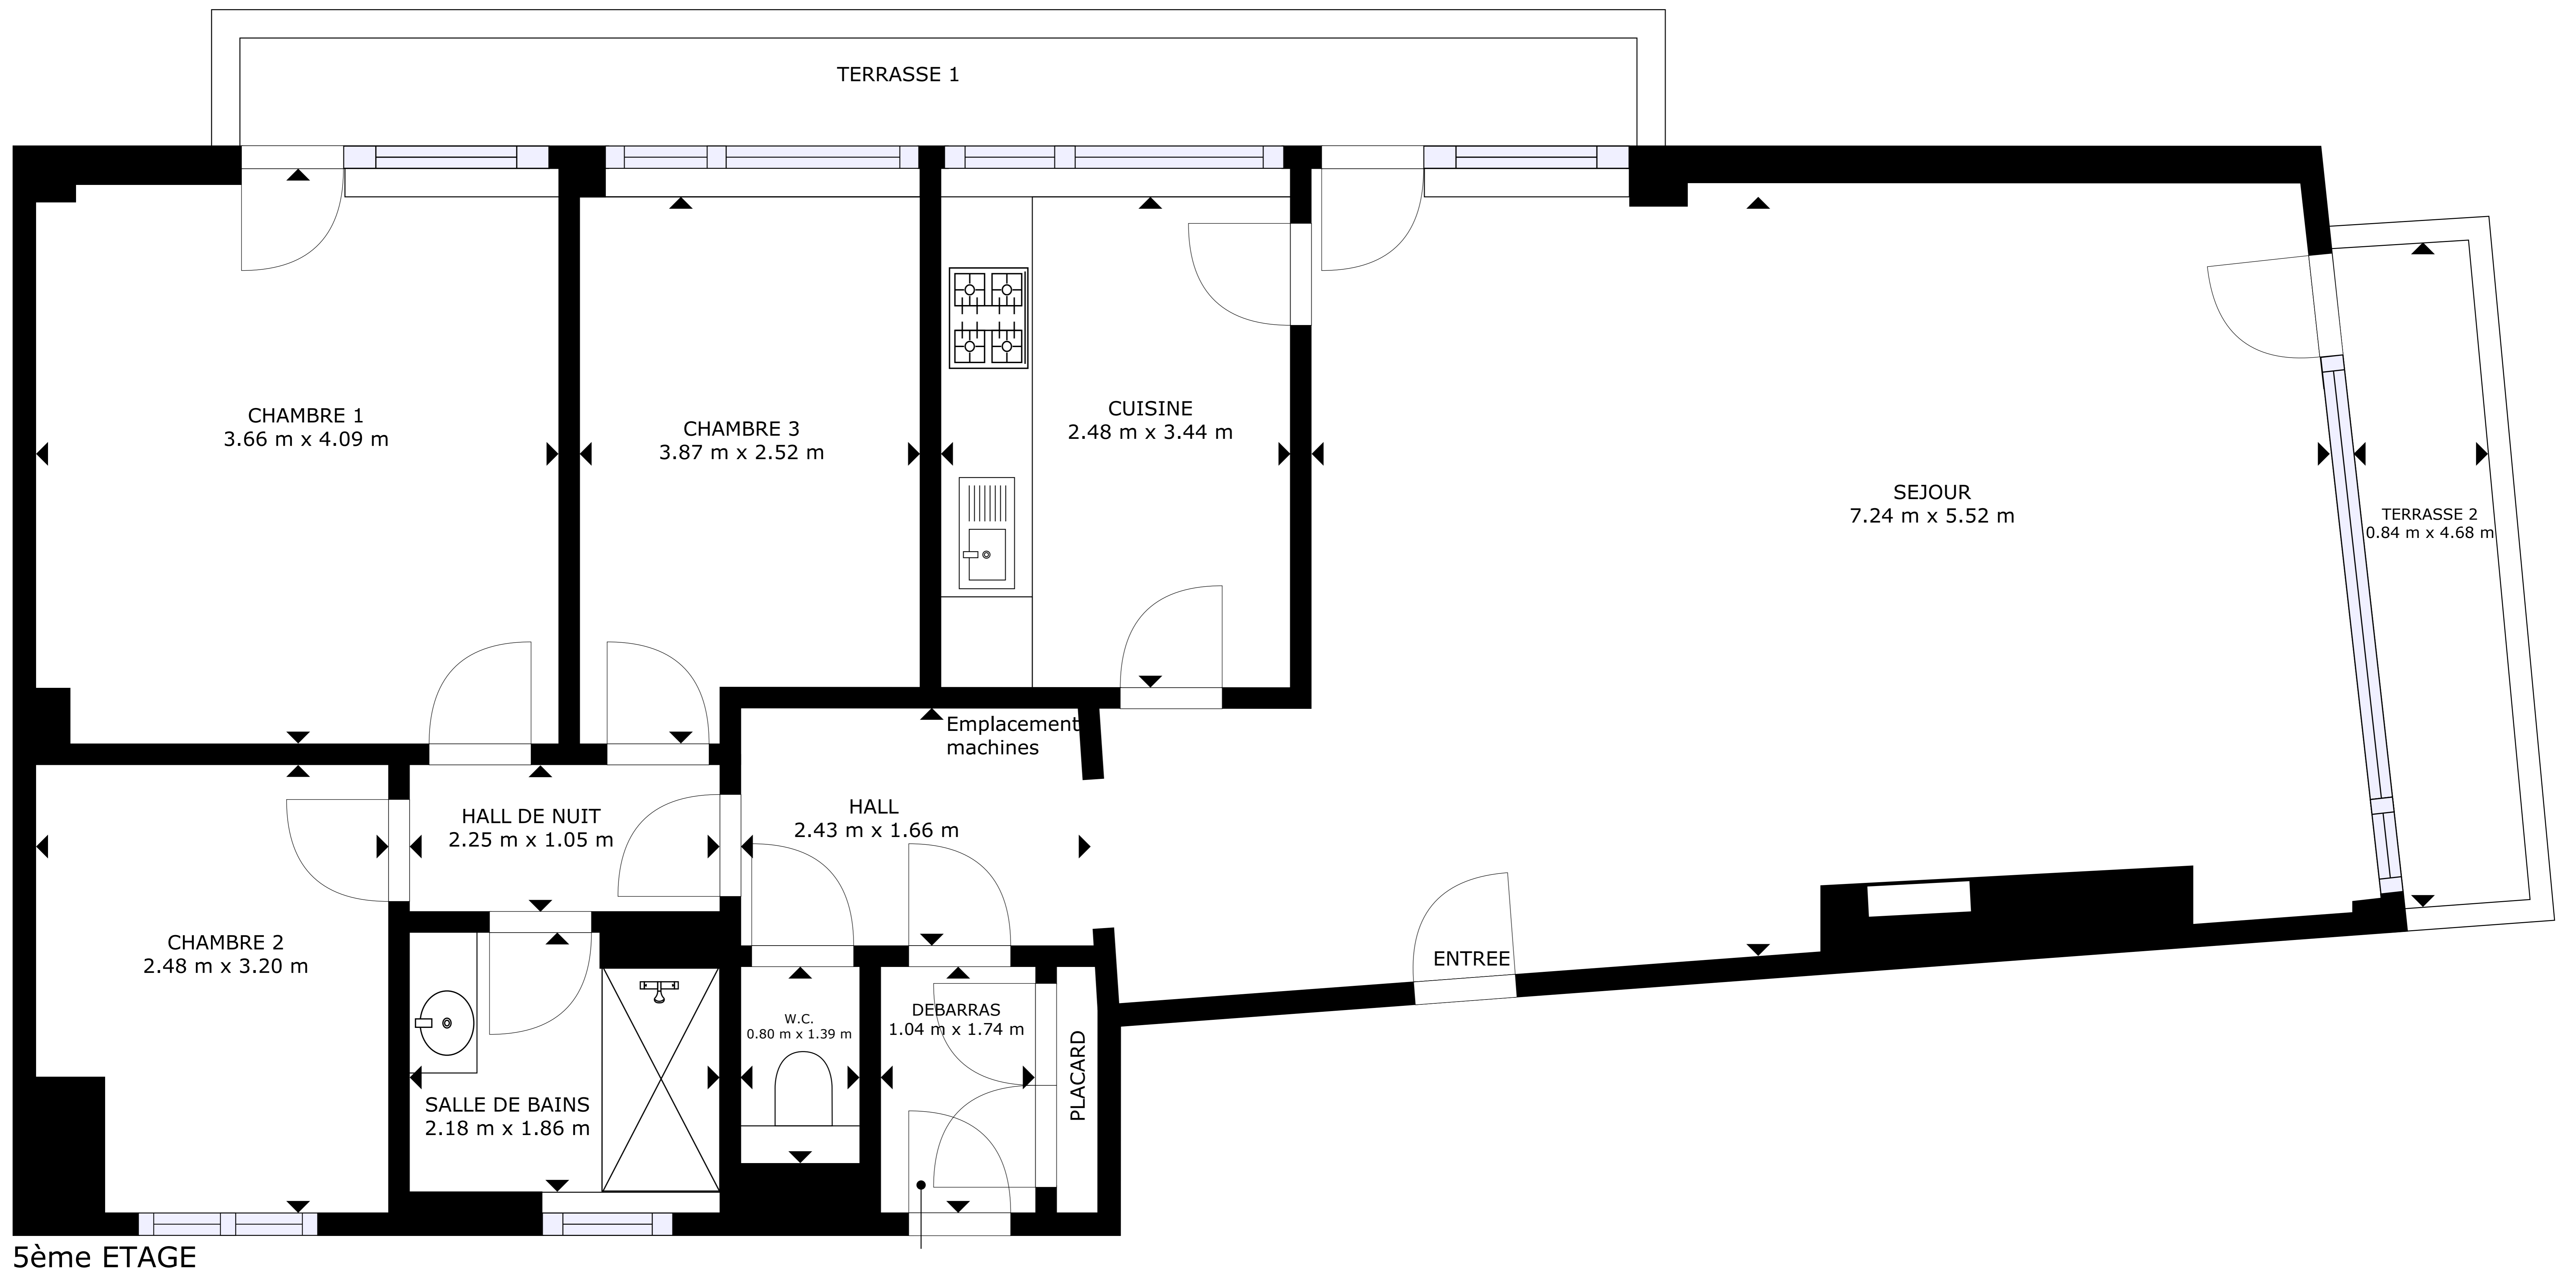 TERRASSE 1
CHAMBRE 1
3.66 m x 4.09 m
CHAMBRE 3
3.87 m x 2.52 m
CUISINE
2.48 m x 3.44 m
SEJOUR
7.24 m x 5.52 m
TERRASSE 2
0.84 m x 4.68 m
Emplacement
machines
HALL DE NUIT
2.25 m x 1.05 m
HALL
2.43 m x 1.66 m
CHAMBRE 2
2.48 m x 3.20 m
ENTREE
W.C.
0.80 m x 1.39 m
DEBARRAS
1.04 m x 1.74 m
PLACARD
SALLE DE BAINS
2.18 m x 1.86 m
5ème ETAGE